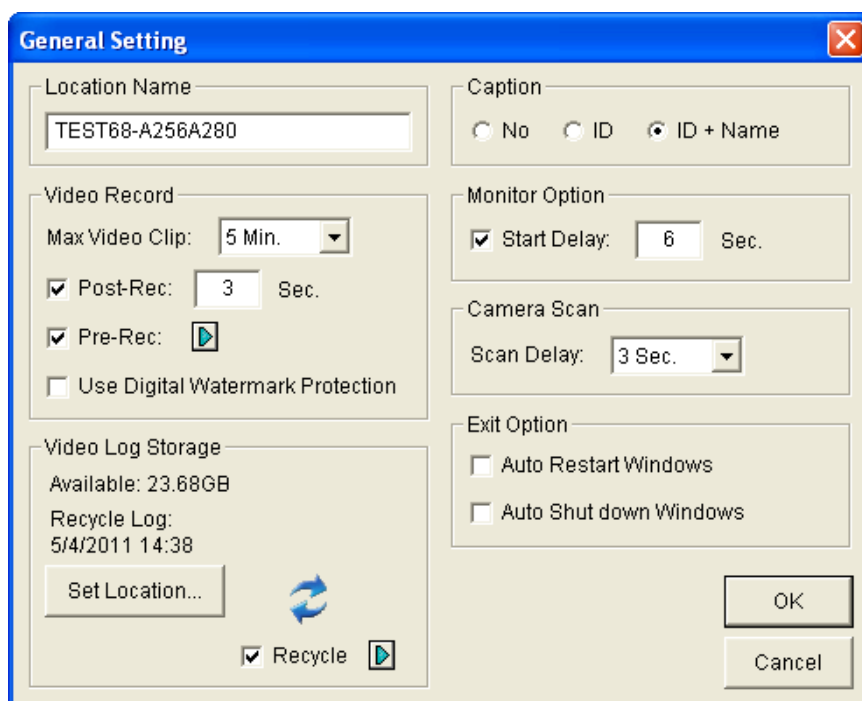 General Setting
Location Name
TEST68-A256A280
Video Record
Max Video Clip: 5 Min.
Post-Rec: 3 Sec.
Pre-Rec:
Use Digital Watermark Protection
Video Log Storage
Available: 23.68GB
Recycle Log:
5/4/2011 14:38
Set Location...
Recycle
Caption
No ID ID + Name
Monitor Option
Start Delay: 6 Sec.
Camera Scan
Scan Delay: 3 Sec.
Exit Option
Auto Restart Windows
Auto Shut down Windows
OK
Cancel